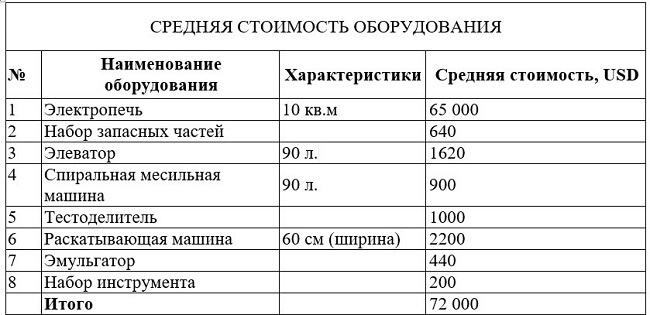 СРЕДНЯЯ СТОИМОСТЬ ОБОРУДОВАНИЯ
№ Наименование оборудования Характеристики Средняя стоимость, USD
1 Электропечь 10 кв.м 65 000
2 Набор запасных частей 640
3 Элеватор 90 л. 1620
4 Спиральная месильная машина 90 л. 900
5 Тестоделитель 1000
6 Раскатывающая машина 60 см (ширина) 2200
7 Эмульгатор 440
8 Набор инструмента 200
Итого 72 000